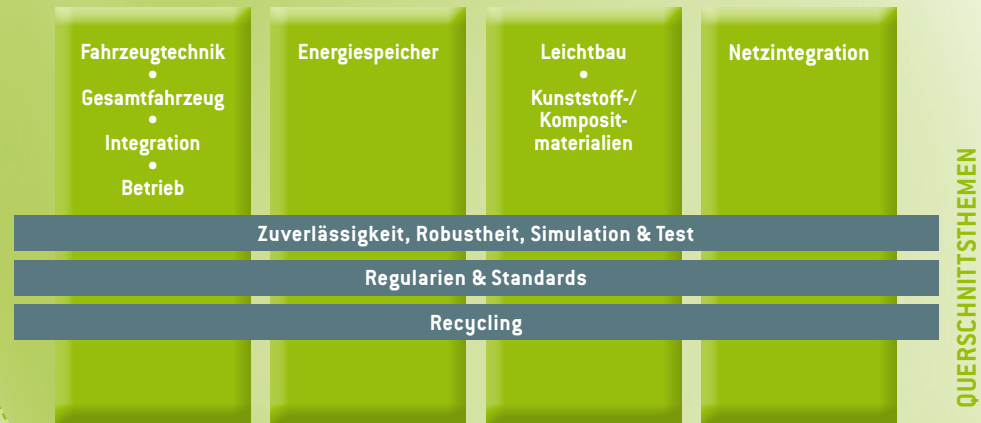 Fahrzeugtechnik
•
Gesamtfahrzeug
•
Integration
•
Betrieb
Energiespeicher
Leichtbau
•
Kunststoff-/
Komposit-
materialien
Netzintegration
Zuverlässigkeit, Robustheit, Simulation & Test
Regularien & Standards
Recycling
QUERSCHNITTSTHEMEN